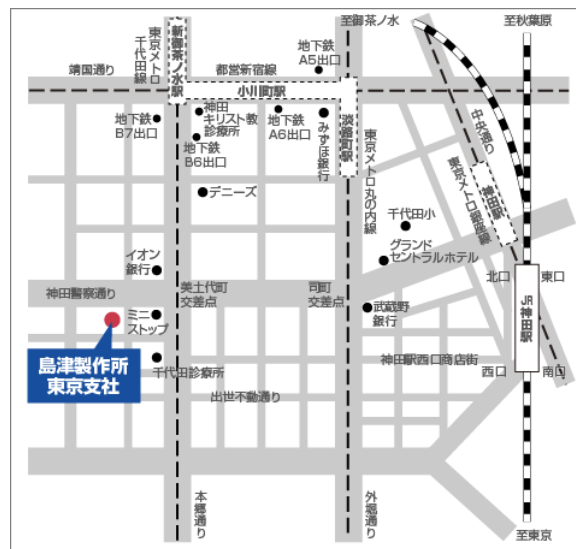 至御茶ノ水
至秋葉原
東京メトロ
千代田線
新御茶ノ水駅
都営新宿線
地下鉄
A5出口
靖国通り
小川町駅
地下鉄
B7出口
神田
キリスト教
診療所
地下鉄
A6出口
みずほ銀行
淡路町駅
地下鉄
B6出口
中央通り
東京メトロ丸の内線
神田駅
東京メトロ銀座線
デニーズ
千代田小
グランド
セントラルホテル
イオン
銀行
北口
東口
神田警察通り
美土代町
交差点
司町
交差点
JR神田駅
ミニ
ストップ
武蔵野
銀行
島津製作所
東京支社
千代田診療所
神田駅西口商店街
西口
南口
出世不動通り
本郷通り
外堀通り
至東京